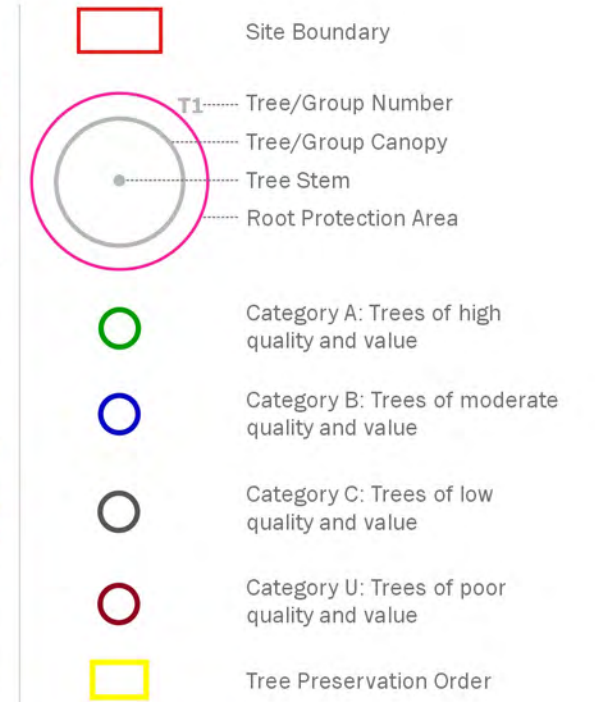 Site Boundary
T1
Tree/Group Number
Tree/Group Canopy
Tree Stem
Root Protection Area
Category A: Trees of high
quality and value
Category B: Trees of moderate
quality and value
Category C: Trees of low
quality and value
Category U: Trees of poor
quality and value
Tree Preservation Order